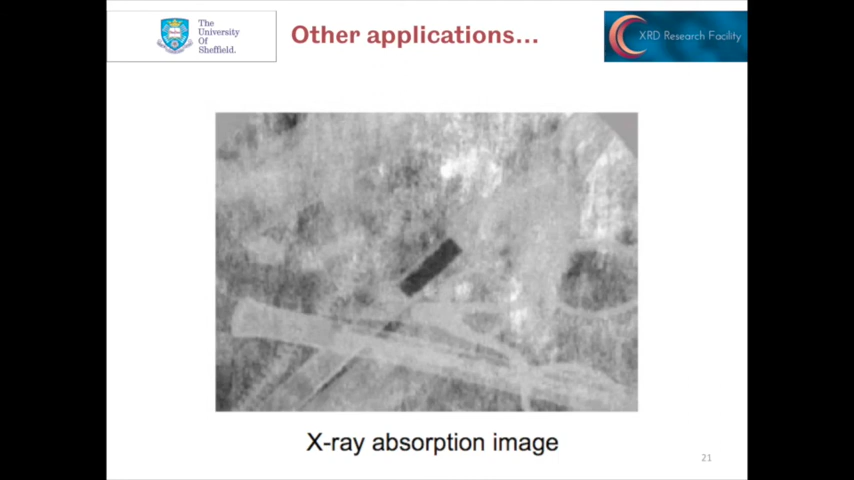 The
University
Of
Sheffield.
Other applications...
XRD Research Facility
X-ray absorption image
21